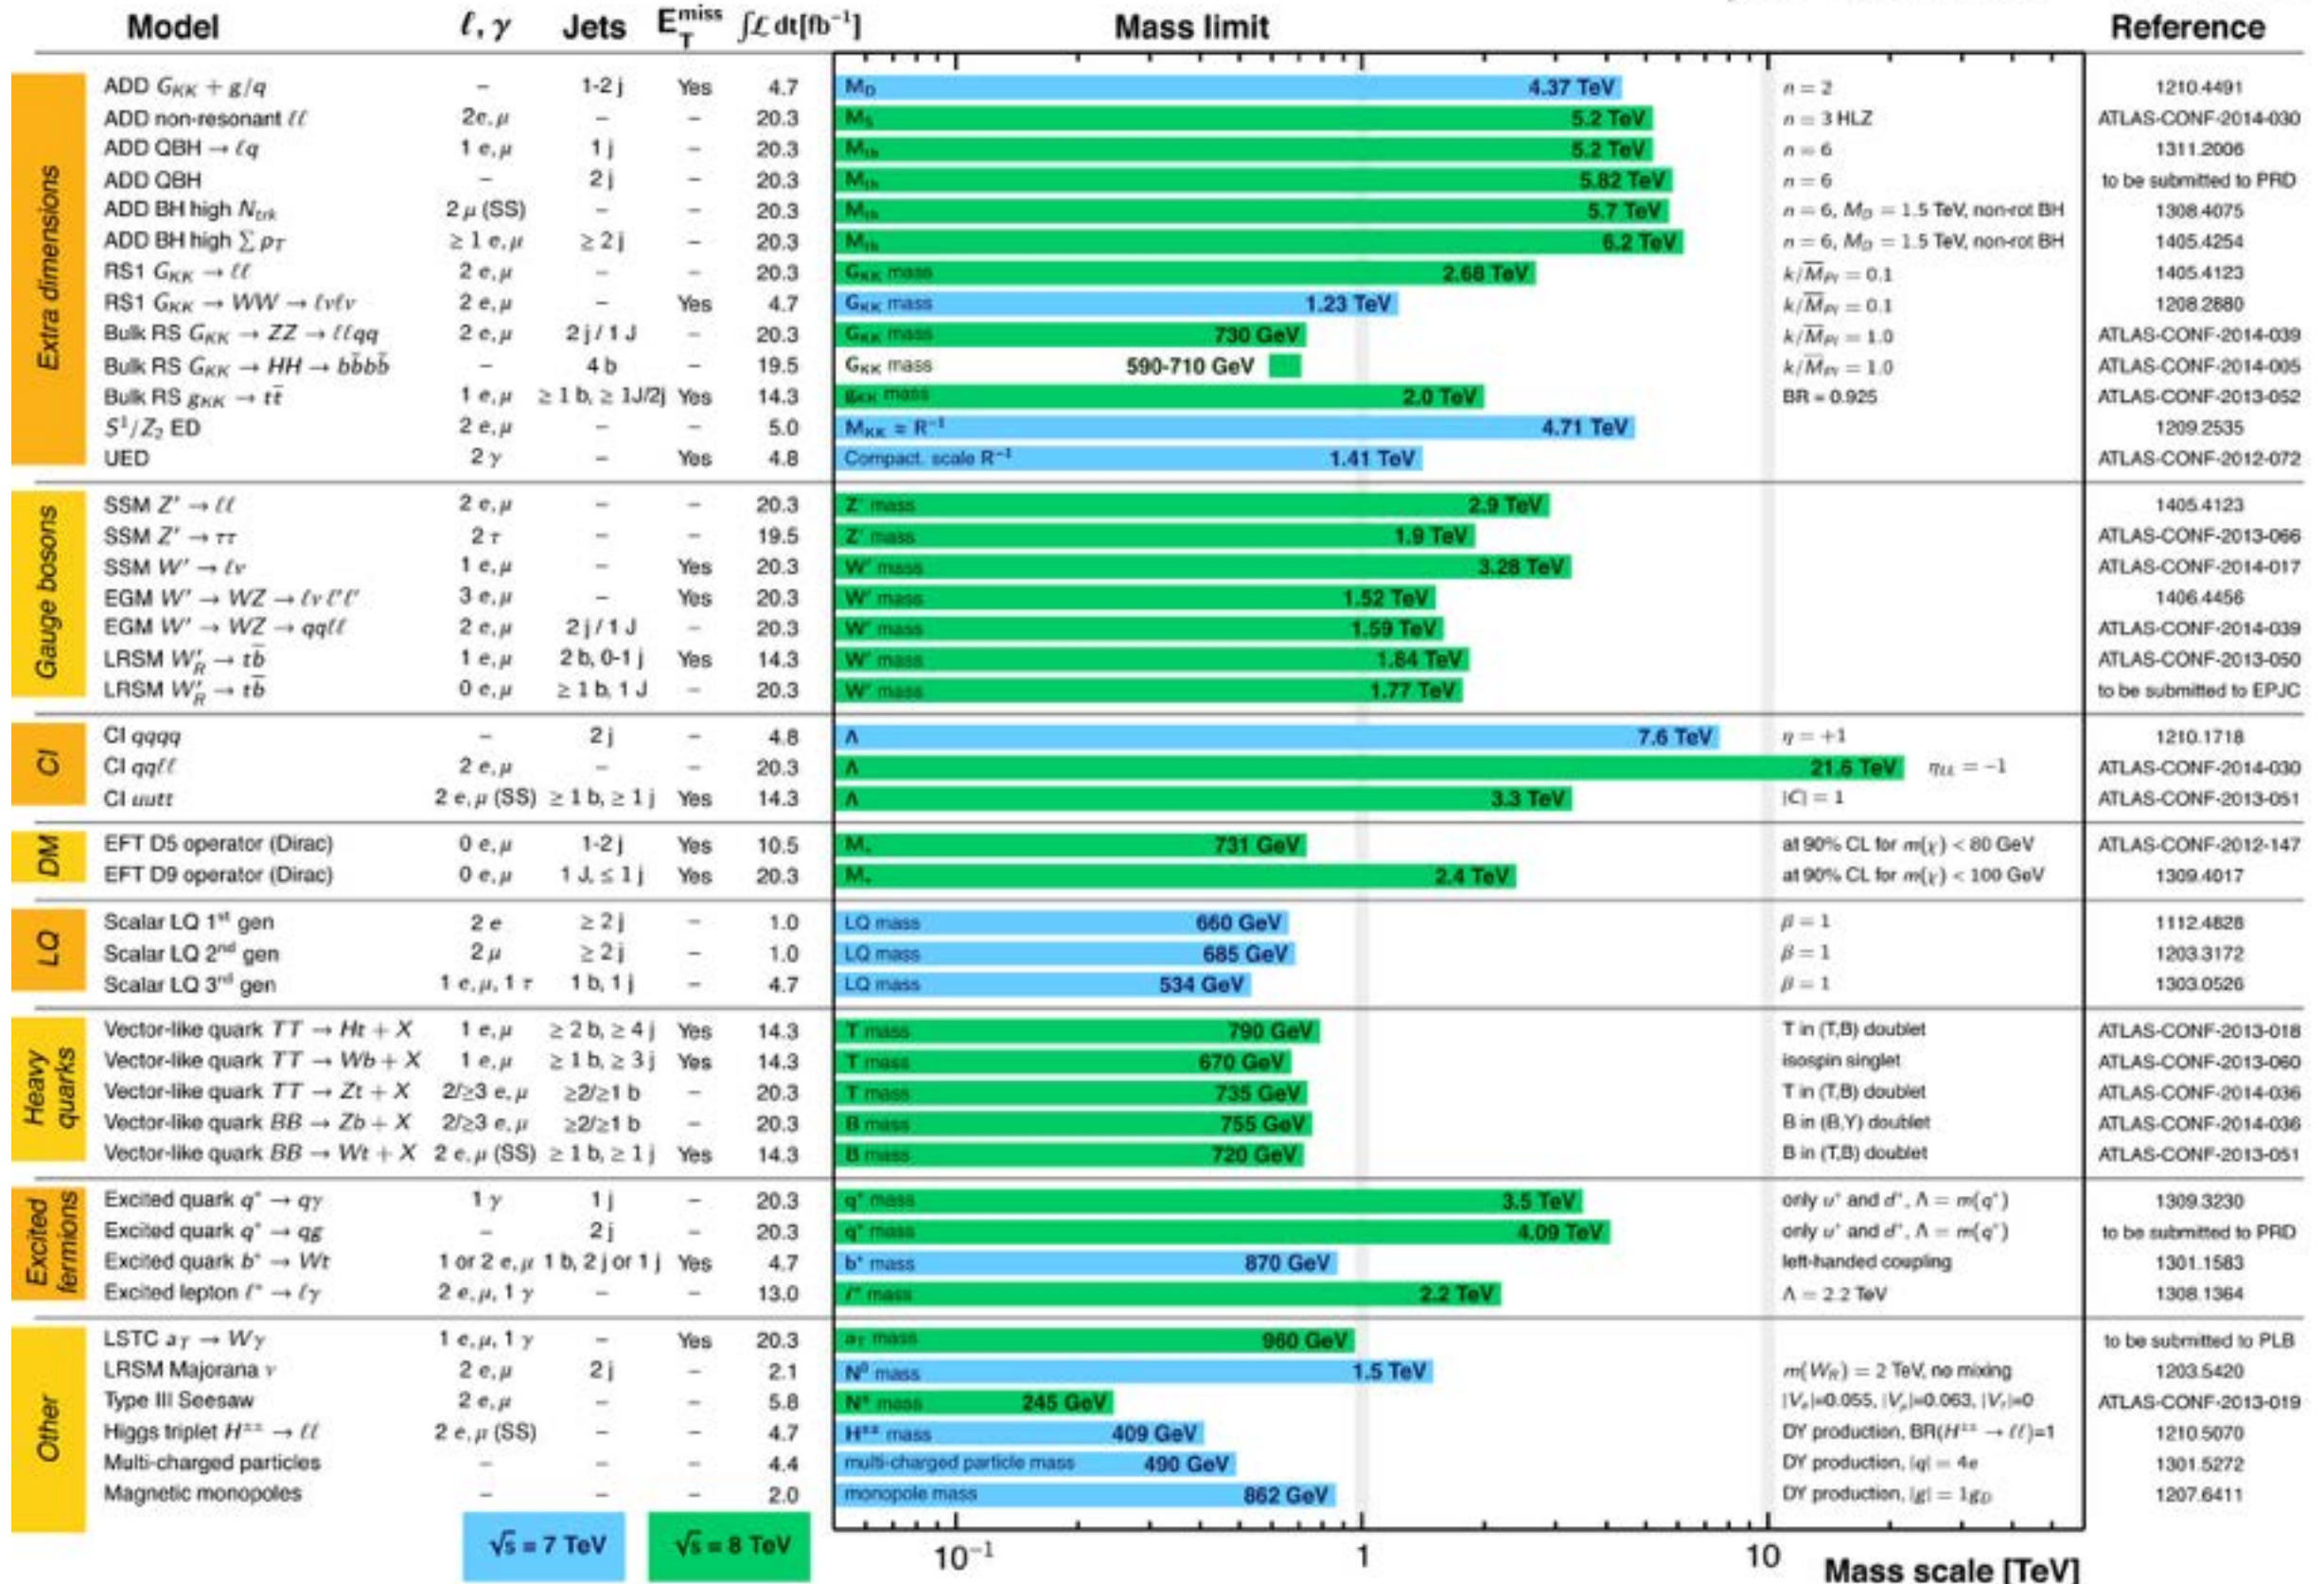 Model ℓ, γ Jets E_T^miss ∫ℒ dt[fb⁻¹] Mass limit Reference
Extra dimensions
ADD G_KK + g/q – 1-2 j Yes 4.7 M_D 4.37 TeV n = 2 1210.4491
ADD non-resonant ℓℓ 2e, μ – – 20.3 M_S 5.2 TeV n = 3 HLZ ATLAS-CONF-2014-030
ADD QBH → ℓq 1 e, μ 1 j – 20.3 M_th 5.2 TeV n = 6 1311.2006
ADD QBH – 2 j – 20.3 M_th 5.82 TeV n = 6 to be submitted to PRD
ADD BH high N_trk 2 μ (SS) – – 20.3 M_th 5.7 TeV n = 6, M_D = 1.5 TeV, non-rot BH 1308.4075
ADD BH high ∑ p_T ≥ 1 e, μ ≥ 2 j – 20.3 M_th 6.2 TeV n = 6, M_D = 1.5 TeV, non-rot BH 1405.4254
RS1 G_KK → ℓℓ 2 e, μ – – 20.3 G_KK mass 2.68 TeV k/M̅_Pl = 0.1 1405.4123
RS1 G_KK → WW → ℓνℓν 2 e, μ – Yes 4.7 G_KK mass 1.23 TeV k/M̅_Pl = 0.1 1208.2880
Bulk RS G_KK → ZZ → ℓℓqq 2 e, μ 2 j / 1 J – 20.3 G_KK mass 730 GeV k/M̅_Pl = 1.0 ATLAS-CONF-2014-039
Bulk RS G_KK → HH → bb̅bb̅ – 4 b – 19.5 G_KK mass 590-710 GeV k/M̅_Pl = 1.0 ATLAS-CONF-2014-005
Bulk RS g_KK → tt̅ 1 e, μ ≥ 1 b, ≥ 1J/2j Yes 14.3 g_KK mass 2.0 TeV BR = 0.925 ATLAS-CONF-2013-052
S¹/Z₂ ED 2 e, μ – – 5.0 M_KK ≈ R⁻¹ 4.71 TeV 1209.2535
UED 2 γ – Yes 4.8 Compact. scale R⁻¹ 1.41 TeV ATLAS-CONF-2012-072
Gauge bosons
SSM Z′ → ℓℓ 2 e, μ – – 20.3 Z′ mass 2.9 TeV 1405.4123
SSM Z′ → ττ 2 τ – – 19.5 Z′ mass 1.9 TeV ATLAS-CONF-2013-066
SSM W′ → ℓν 1 e, μ – Yes 20.3 W′ mass 3.28 TeV ATLAS-CONF-2014-017
EGM W′ → WZ → ℓν ℓ′ℓ′ 3 e, μ – Yes 20.3 W′ mass 1.52 TeV 1406.4456
EGM W′ → WZ → qqℓℓ 2 e, μ 2 j / 1 J – 20.3 W′ mass 1.59 TeV ATLAS-CONF-2014-039
LRSM W′_R → tb̅ 1 e, μ 2 b, 0-1 j Yes 14.3 W′ mass 1.84 TeV ATLAS-CONF-2013-050
LRSM W′_R → tb̅ 0 e, μ ≥ 1 b, 1 J – 20.3 W′ mass 1.77 TeV to be submitted to EPJC
CI
CI qqqq – 2 j – 4.8 Λ 7.6 TeV η = +1 1210.1718
CI qqℓℓ 2 e, μ – – 20.3 Λ 21.6 TeV η_LL = −1 ATLAS-CONF-2014-030
CI uutt 2 e, μ (SS) ≥ 1 b, ≥ 1 j Yes 14.3 Λ 3.3 TeV |C| = 1 ATLAS-CONF-2013-051
DM
EFT D5 operator (Dirac) 0 e, μ 1-2 j Yes 10.5 M_* 731 GeV at 90% CL for m(χ) < 80 GeV ATLAS-CONF-2012-147
EFT D9 operator (Dirac) 0 e, μ 1 J, ≤ 1 j Yes 20.3 M_* 2.4 TeV at 90% CL for m(χ) < 100 GeV 1309.4017
LQ
Scalar LQ 1ˢᵗ gen 2 e ≥ 2 j – 1.0 LQ mass 660 GeV β = 1 1112.4828
Scalar LQ 2ⁿᵈ gen 2 μ ≥ 2 j – 1.0 LQ mass 685 GeV β = 1 1203.3172
Scalar LQ 3ʳᵈ gen 1 e, μ, 1 τ 1 b, 1 j – 4.7 LQ mass 534 GeV β = 1 1303.0526
Heavy quarks
Vector-like quark TT → Ht + X 1 e, μ ≥ 2 b, ≥ 4 j Yes 14.3 T mass 790 GeV T in (T,B) doublet ATLAS-CONF-2013-018
Vector-like quark TT → Wb + X 1 e, μ ≥ 1 b, ≥ 3 j Yes 14.3 T mass 670 GeV isospin singlet ATLAS-CONF-2013-060
Vector-like quark TT → Zt + X 2/≥3 e, μ ≥2/≥1 b – 20.3 T mass 735 GeV T in (T,B) doublet ATLAS-CONF-2014-036
Vector-like quark BB → Zb + X 2/≥3 e, μ ≥2/≥1 b – 20.3 B mass 755 GeV B in (B,Y) doublet ATLAS-CONF-2014-036
Vector-like quark BB → Wt + X 2 e, μ (SS) ≥ 1 b, ≥ 1 j Yes 14.3 B mass 720 GeV B in (T,B) doublet ATLAS-CONF-2013-051
Excited fermions
Excited quark q* → qγ 1 γ 1 j – 20.3 q* mass 3.5 TeV only u* and d*, Λ = m(q*) 1309.3230
Excited quark q* → qg – 2 j – 20.3 q* mass 4.09 TeV only u* and d*, Λ = m(q*) to be submitted to PRD
Excited quark b* → Wt 1 or 2 e, μ 1 b, 2 j or 1 j Yes 4.7 b* mass 870 GeV left-handed coupling 1301.1583
Excited lepton ℓ* → ℓγ 2 e, μ, 1 γ – – 13.0 ℓ* mass 2.2 TeV Λ = 2.2 TeV 1308.1364
Other
LSTC a_T → Wγ 1 e, μ, 1 γ – Yes 20.3 a_T mass 960 GeV to be submitted to PLB
LRSM Majorana ν 2 e, μ 2 j – 2.1 N⁰ mass 1.5 TeV m(W_R) = 2 TeV, no mixing 1203.5420
Type III Seesaw 2 e, μ – – 5.8 N± mass 245 GeV |V_e|=0.055, |V_μ|=0.063, |V_τ|=0 ATLAS-CONF-2013-019
Higgs triplet H±± → ℓℓ 2 e, μ (SS) – – 4.7 H±± mass 409 GeV DY production, BR(H±± → ℓℓ)=1 1210.5070
Multi-charged particles – – – 4.4 multi-charged particle mass 490 GeV DY production, |q| = 4e 1301.5272
Magnetic monopoles – – – 2.0 monopole mass 862 GeV DY production, |g| = 1g_D 1207.6411
√s = 7 TeV √s = 8 TeV
10⁻¹ 1 10
Mass scale [TeV]